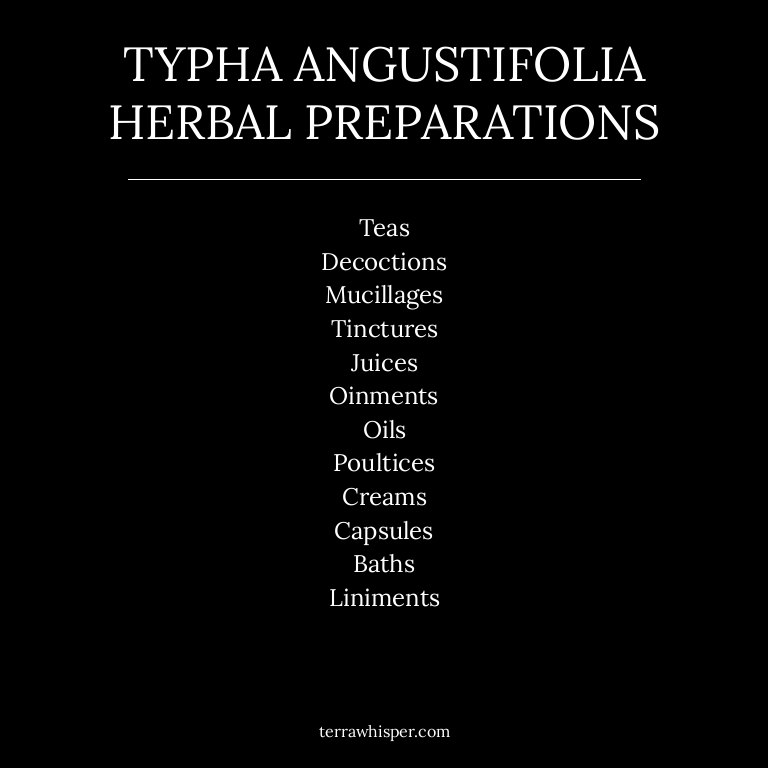 TYPHA ANGUSTIFOLIA
HERBAL PREPARATIONS
Teas
Decoctions
Mucillages
Tinctures
Juices
Oinments
Oils
Poultices
Creams
Capsules
Baths
Liniments
terrawhisper.com